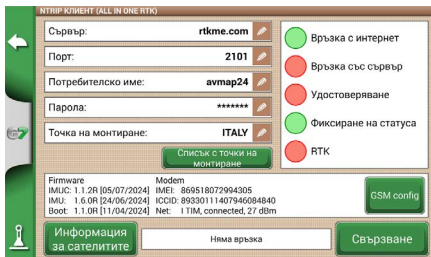 NTRIP КЛИЕНТ (ALL IN ONE RTK)
Сървър: rtkme.com
Порт: 2101
Потребителско име: avmap24
Парола: *******
Точка на монтиране: ITALY
Списък с точки на
монтиране
Връзка с интернет
Връзка със сървър
Удостоверяване
Фиксиране на статуса
RTK
Firmware Modem
IMUC: 1.1.2R [05/07/2024] IMEI: 869518072994305
IMU: 1.6.0R [24/06/2024] ICCID: 89330111407946084840
Boot: 1.1.0R [11/04/2024] Net: I TIM, connected, 27 dBm
GSM config
Информация
за сателитите
Няма връзка
Свързване